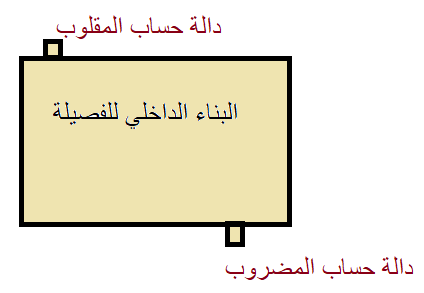 دالة حساب المقلوب
البناء الداخلي للفصيلة
دالة حساب المضروب